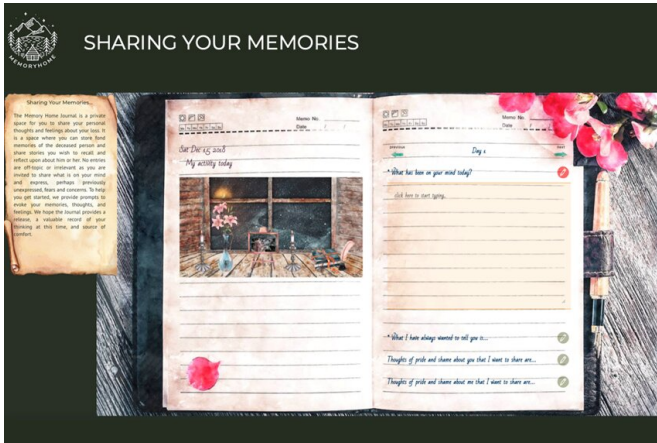 MEMORYHOME
SHARING YOUR MEMORIES
Sharing Your Memories...
The Memory Home Journal is a private
space for you to share your personal
thoughts and feelings about your loss. It
is a space where you can store fond
memories of the deceased person and
share stories you wish to recall and
reflect upon about him or her. No entries
are off-topic or irrelevant as you are
invited to share what is on your mind
and express, perhaps previously
unexpressed, fears and concerns. To help
you get started, we provide prompts to
evoke your memories, thoughts, and
feelings. We hope the Journal provides a
release, a valuable record of your
thinking at this time, and source of
comfort.
Memo No.
Date / /
Sat Dec 15 2018
My activity today
Memo No.
Date / /
previous
Day 1
next
* What has been on your mind today?
click here to start typing...
* What I have always wanted to tell you is...
Thoughts of pride and shame about you that I want to share are...
Thoughts of pride and shame about me that I want to share are...